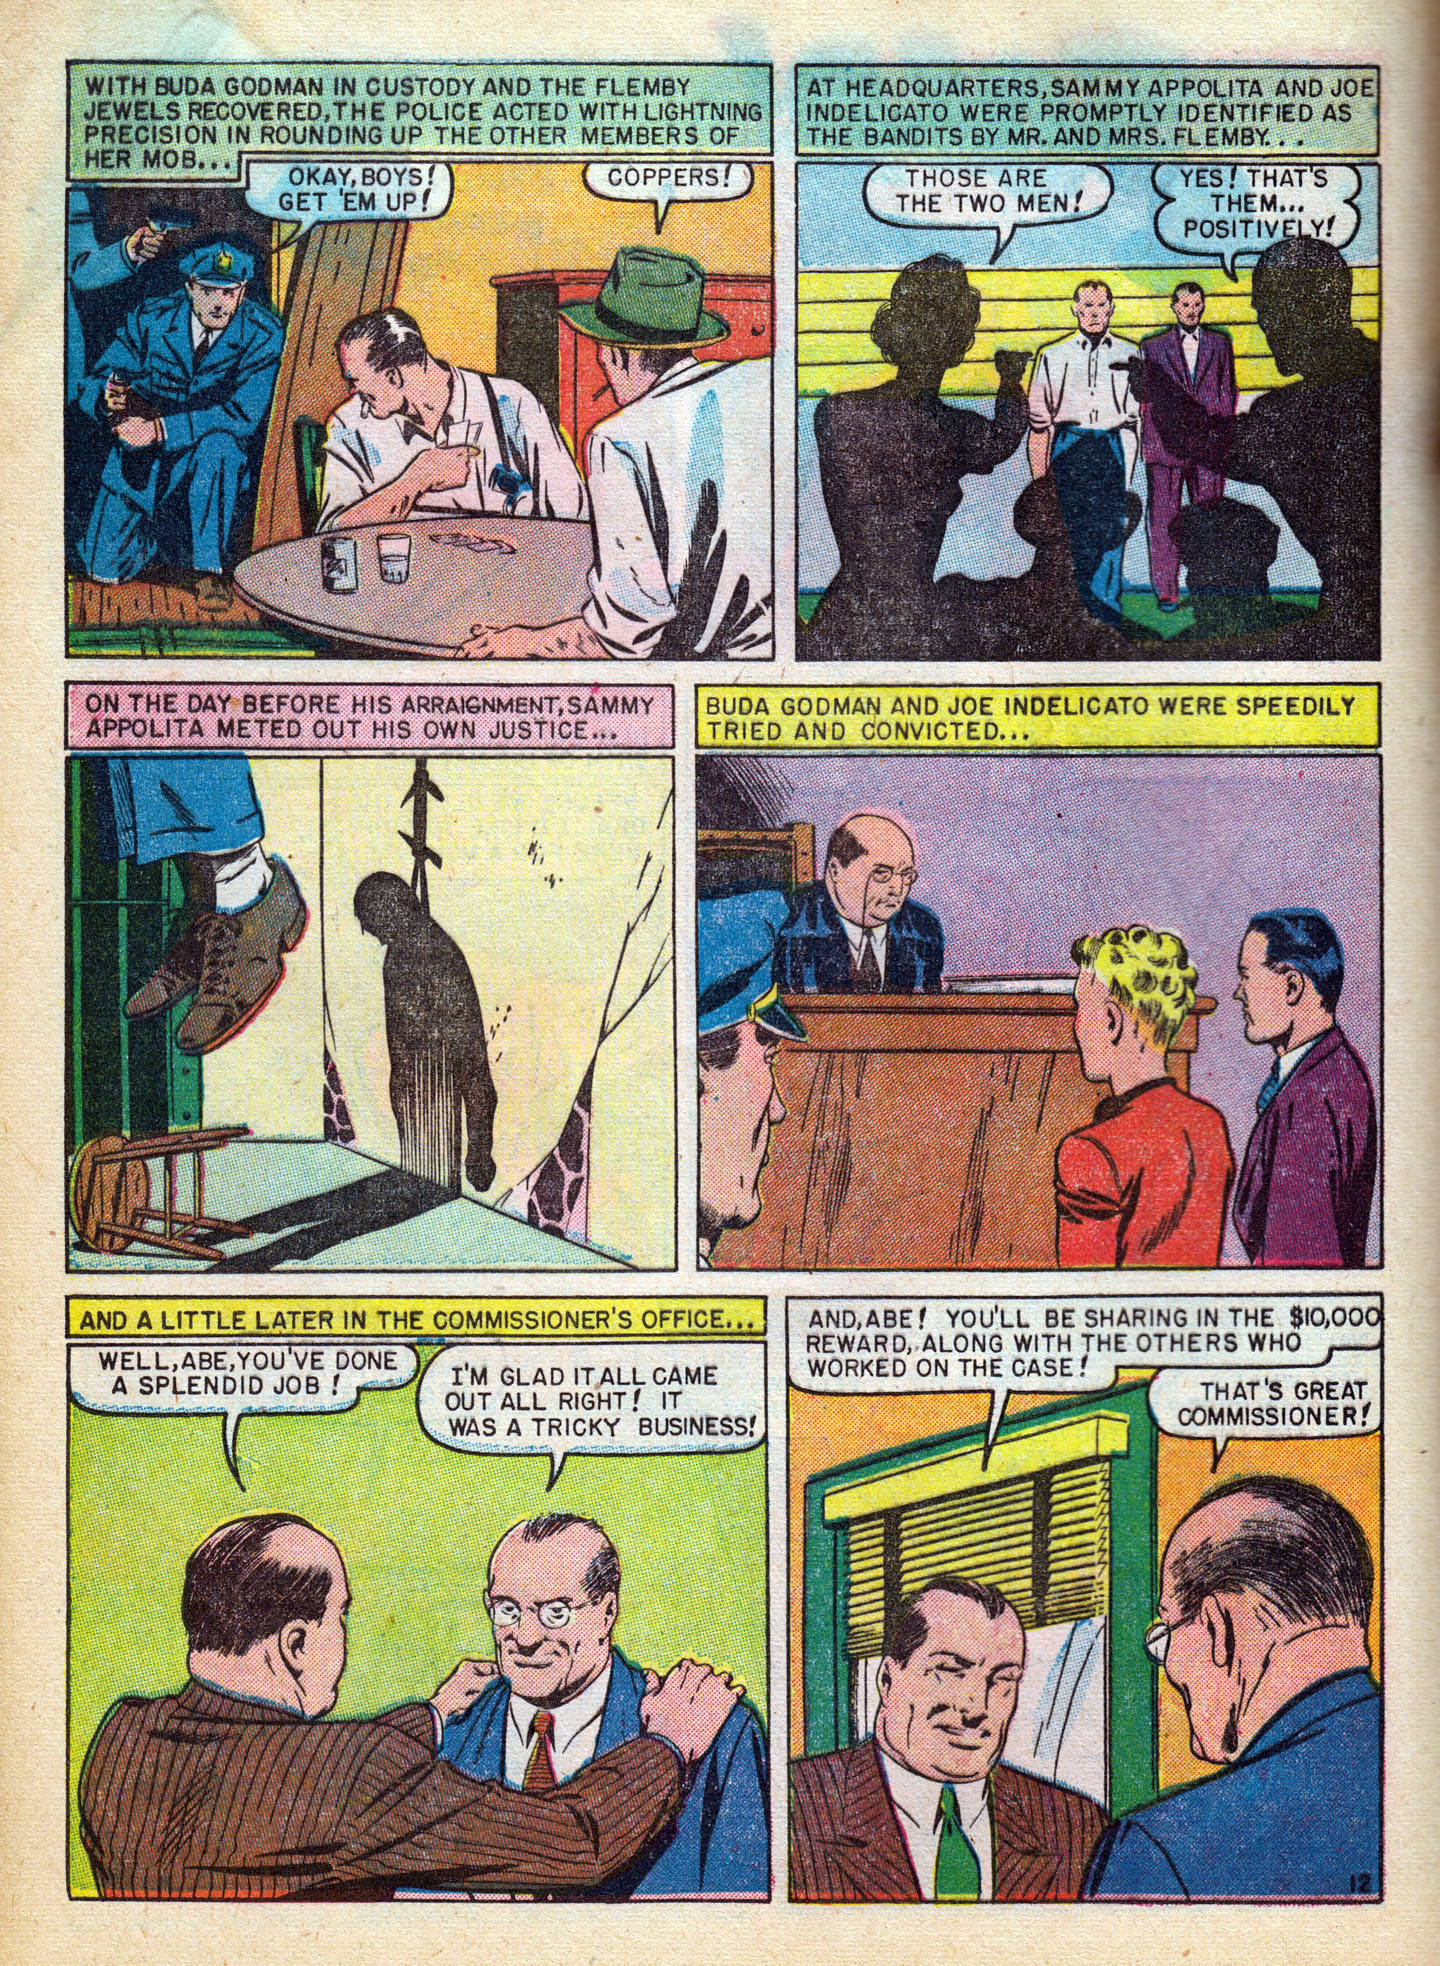 WITH BUDA GODMAN IN CUSTODY AND THE FLEMBY
JEWELS RECOVERED, THE POLICE ACTED WITH LIGHTNING
PRECISION IN ROUNDING UP THE OTHER MEMBERS OF
HER MOB...
OKAY, BOYS!
GET 'EM UP!
COPPERS!
AT HEADQUARTERS, SAMMY APPOLITA AND JOE
INDELICATO WERE PROMPTLY IDENTIFIED AS
THE BANDITS BY MR. AND MRS. FLEMBY...
THOSE ARE
THE TWO MEN!
YES! THAT'S
THEM...
POSITIVELY!
ON THE DAY BEFORE HIS ARRAIGNMENT, SAMMY
APPOLITA METED OUT HIS OWN JUSTICE...
BUDA GODMAN AND JOE INDELICATO WERE SPEEDILY
TRIED AND CONVICTED...
AND A LITTLE LATER IN THE COMMISSIONER'S OFFICE...
WELL, ABE, YOU'VE DONE
A SPLENDID JOB!
I'M GLAD IT ALL CAME
OUT ALL RIGHT! IT
WAS A TRICKY BUSINESS!
AND, ABE! YOU'LL BE SHARING IN THE $10,000
REWARD, ALONG WITH THE OTHERS WHO
WORKED ON THE CASE!
THAT'S GREAT
COMMISSIONER!
12